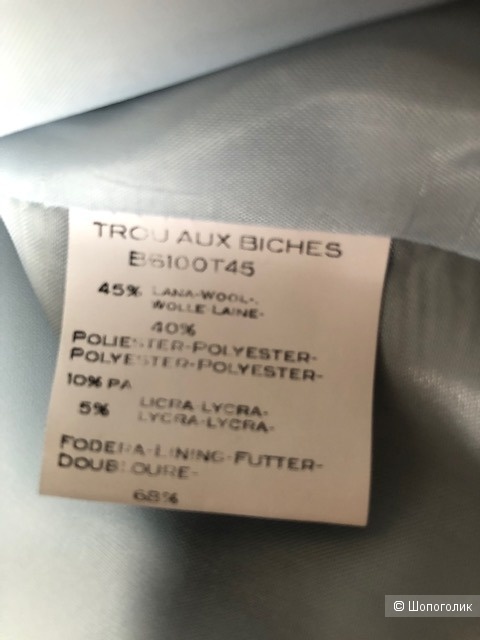 TROU AUX BICHES
B6100T45
45% LANA-WOOL-
WOLLE LAINE-
40%
POLIESTER-POLYESTER-
POLYESTER-POLYESTER-
10% PA
5% LICRA-LYCRA-
LYCRA-LYCRA-
FODERA-LINING-FUTTER-
DOUBLOURE-
68%
© Шопоголик